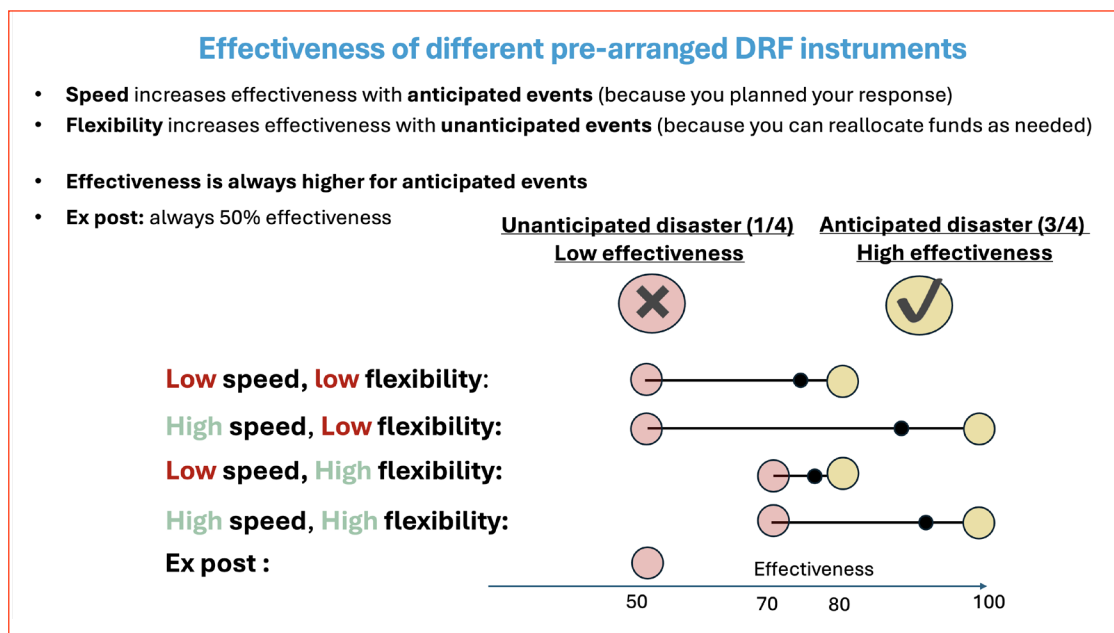 Effectiveness of different pre-arranged DRF instruments
• Speed increases effectiveness with anticipated events (because you planned your response)
• Flexibility increases effectiveness with unanticipated events (because you can reallocate funds as needed)
• Effectiveness is always higher for anticipated events
• Ex post: always 50% effectiveness
Unanticipated disaster (1/4)
Low effectiveness
Anticipated disaster (3/4)
High effectiveness
Low speed, low flexibility:
High speed, Low flexibility:
Low speed, High flexibility:
High speed, High flexibility:
Ex post :
Effectiveness
50 70 80 100